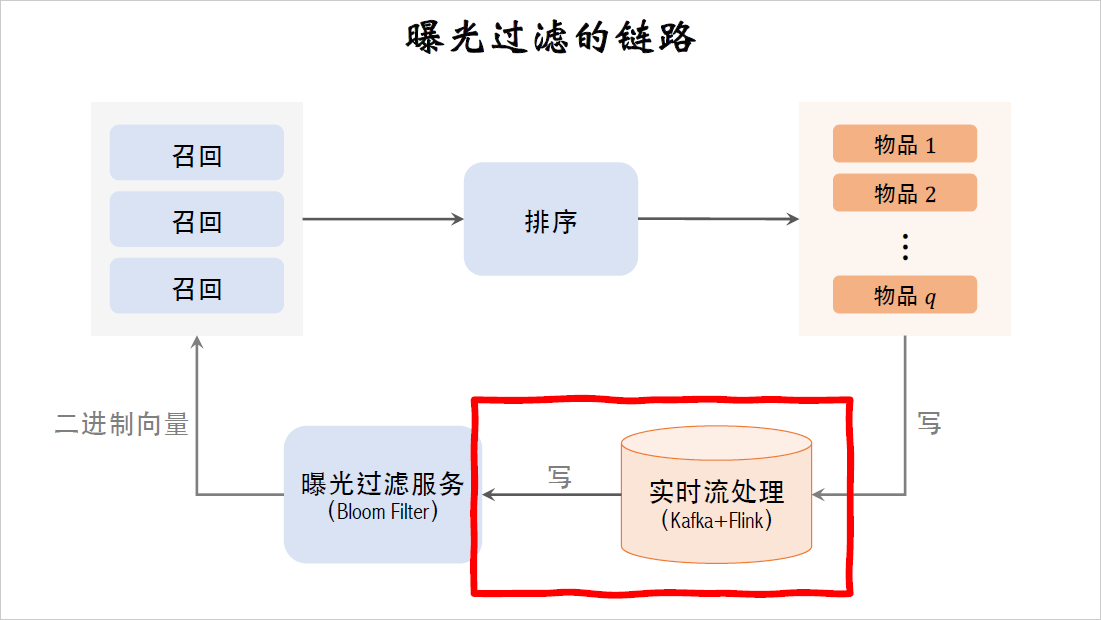 曝光过滤的链路
召回
召回
召回
排序
物品 1
物品 2
⋮
物品 q
二进制向量
曝光过滤服务
(Bloom Filter)
写
实时流处理
(Kafka+Flink)
写